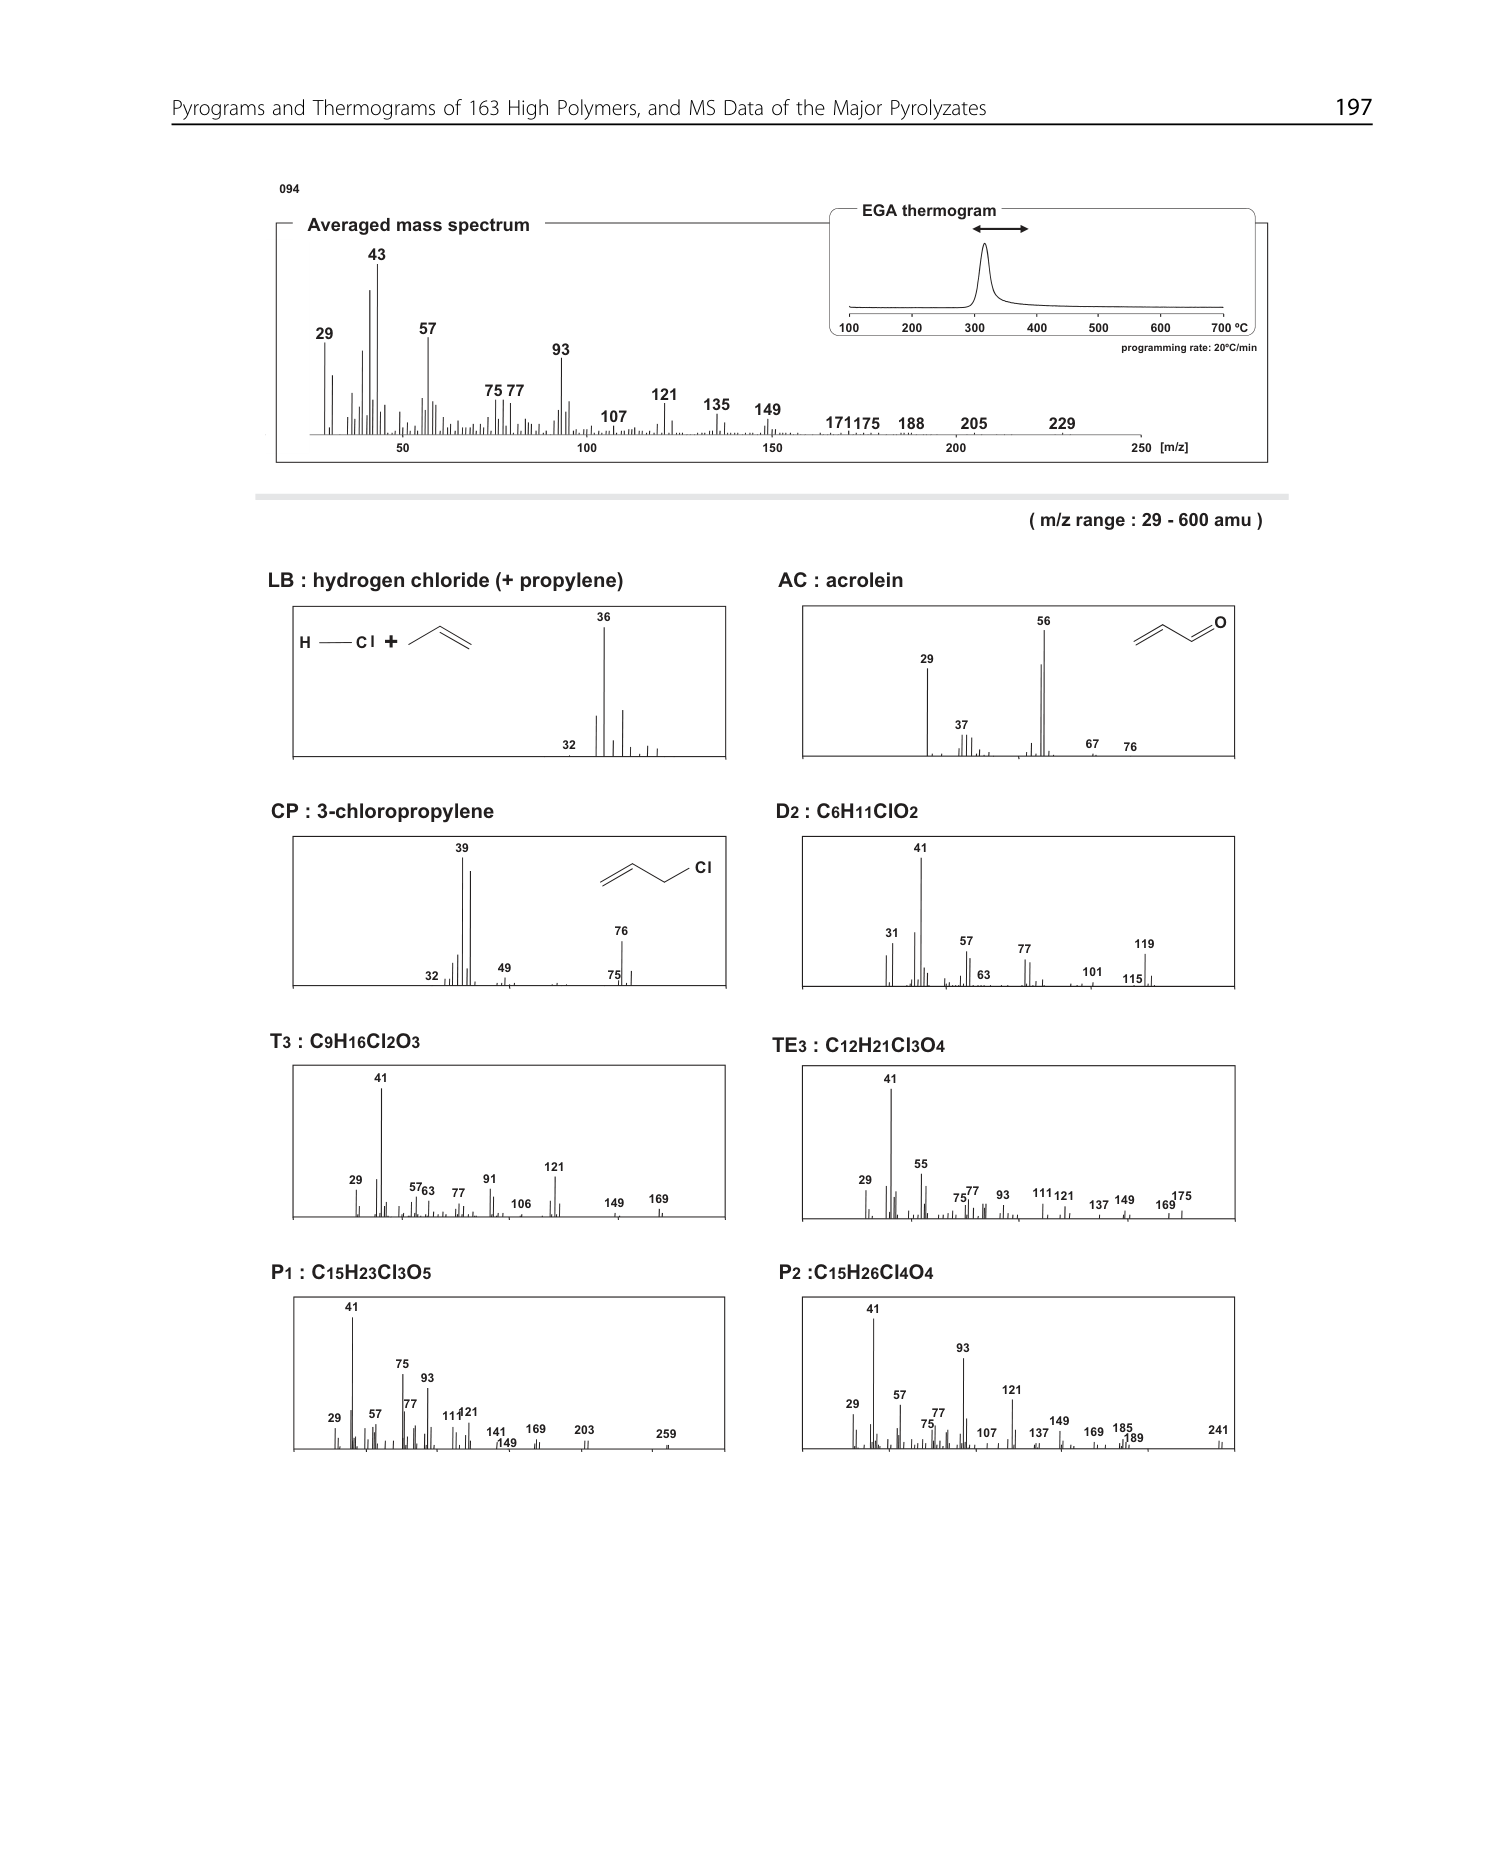 Pyrograms and Thermograms of 163 High Polymers, and MS Data of the Major Pyrolyzates 197
094
Averaged mass spectrum
EGA thermogram
43
29
57
93
75 77
107
121
135
149
171 175 188 205 229
50 100 150 200 250 [m/z]
100 200 300 400 500 600 700 ºC
programming rate: 20ºC/min
( m/z range : 29 - 600 amu )
LB : hydrogen chloride (+ propylene)
H Cl +
36
32
AC : acrolein
O
56
29
37
67 76
CP : 3-chloropropylene
Cl
39
76
32 49 75
D2 : C6H11ClO2
41
31
57
63
77
101
115
119
T3 : C9H16Cl2O3
41
29
57 63 77
91
106
121
149 169
TE3 : C12H21Cl3O4
41
29
55
75 77 93 111 121 137 149 169 175
P1 : C15H23Cl3O5
41
29 57
75
77
93
111 121
141 149 169 203 259
P2 :C15H26Cl4O4
41
29
57
75 77
93
107
121
137 149 169 185 189 241